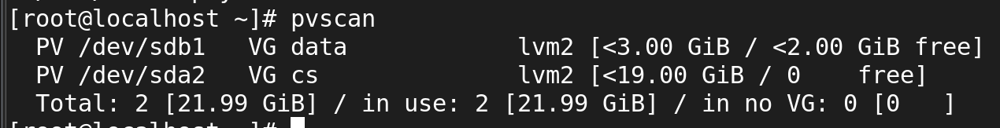 [root@localhost ~]# pvscan
  PV /dev/sdb1   VG data            lvm2 [<3.00 GiB / <2.00 GiB free]
  PV /dev/sda2   VG cs              lvm2 [<19.00 GiB / 0    free]
  Total: 2 [21.99 GiB] / in use: 2 [21.99 GiB] / in no VG: 0 [0   ]